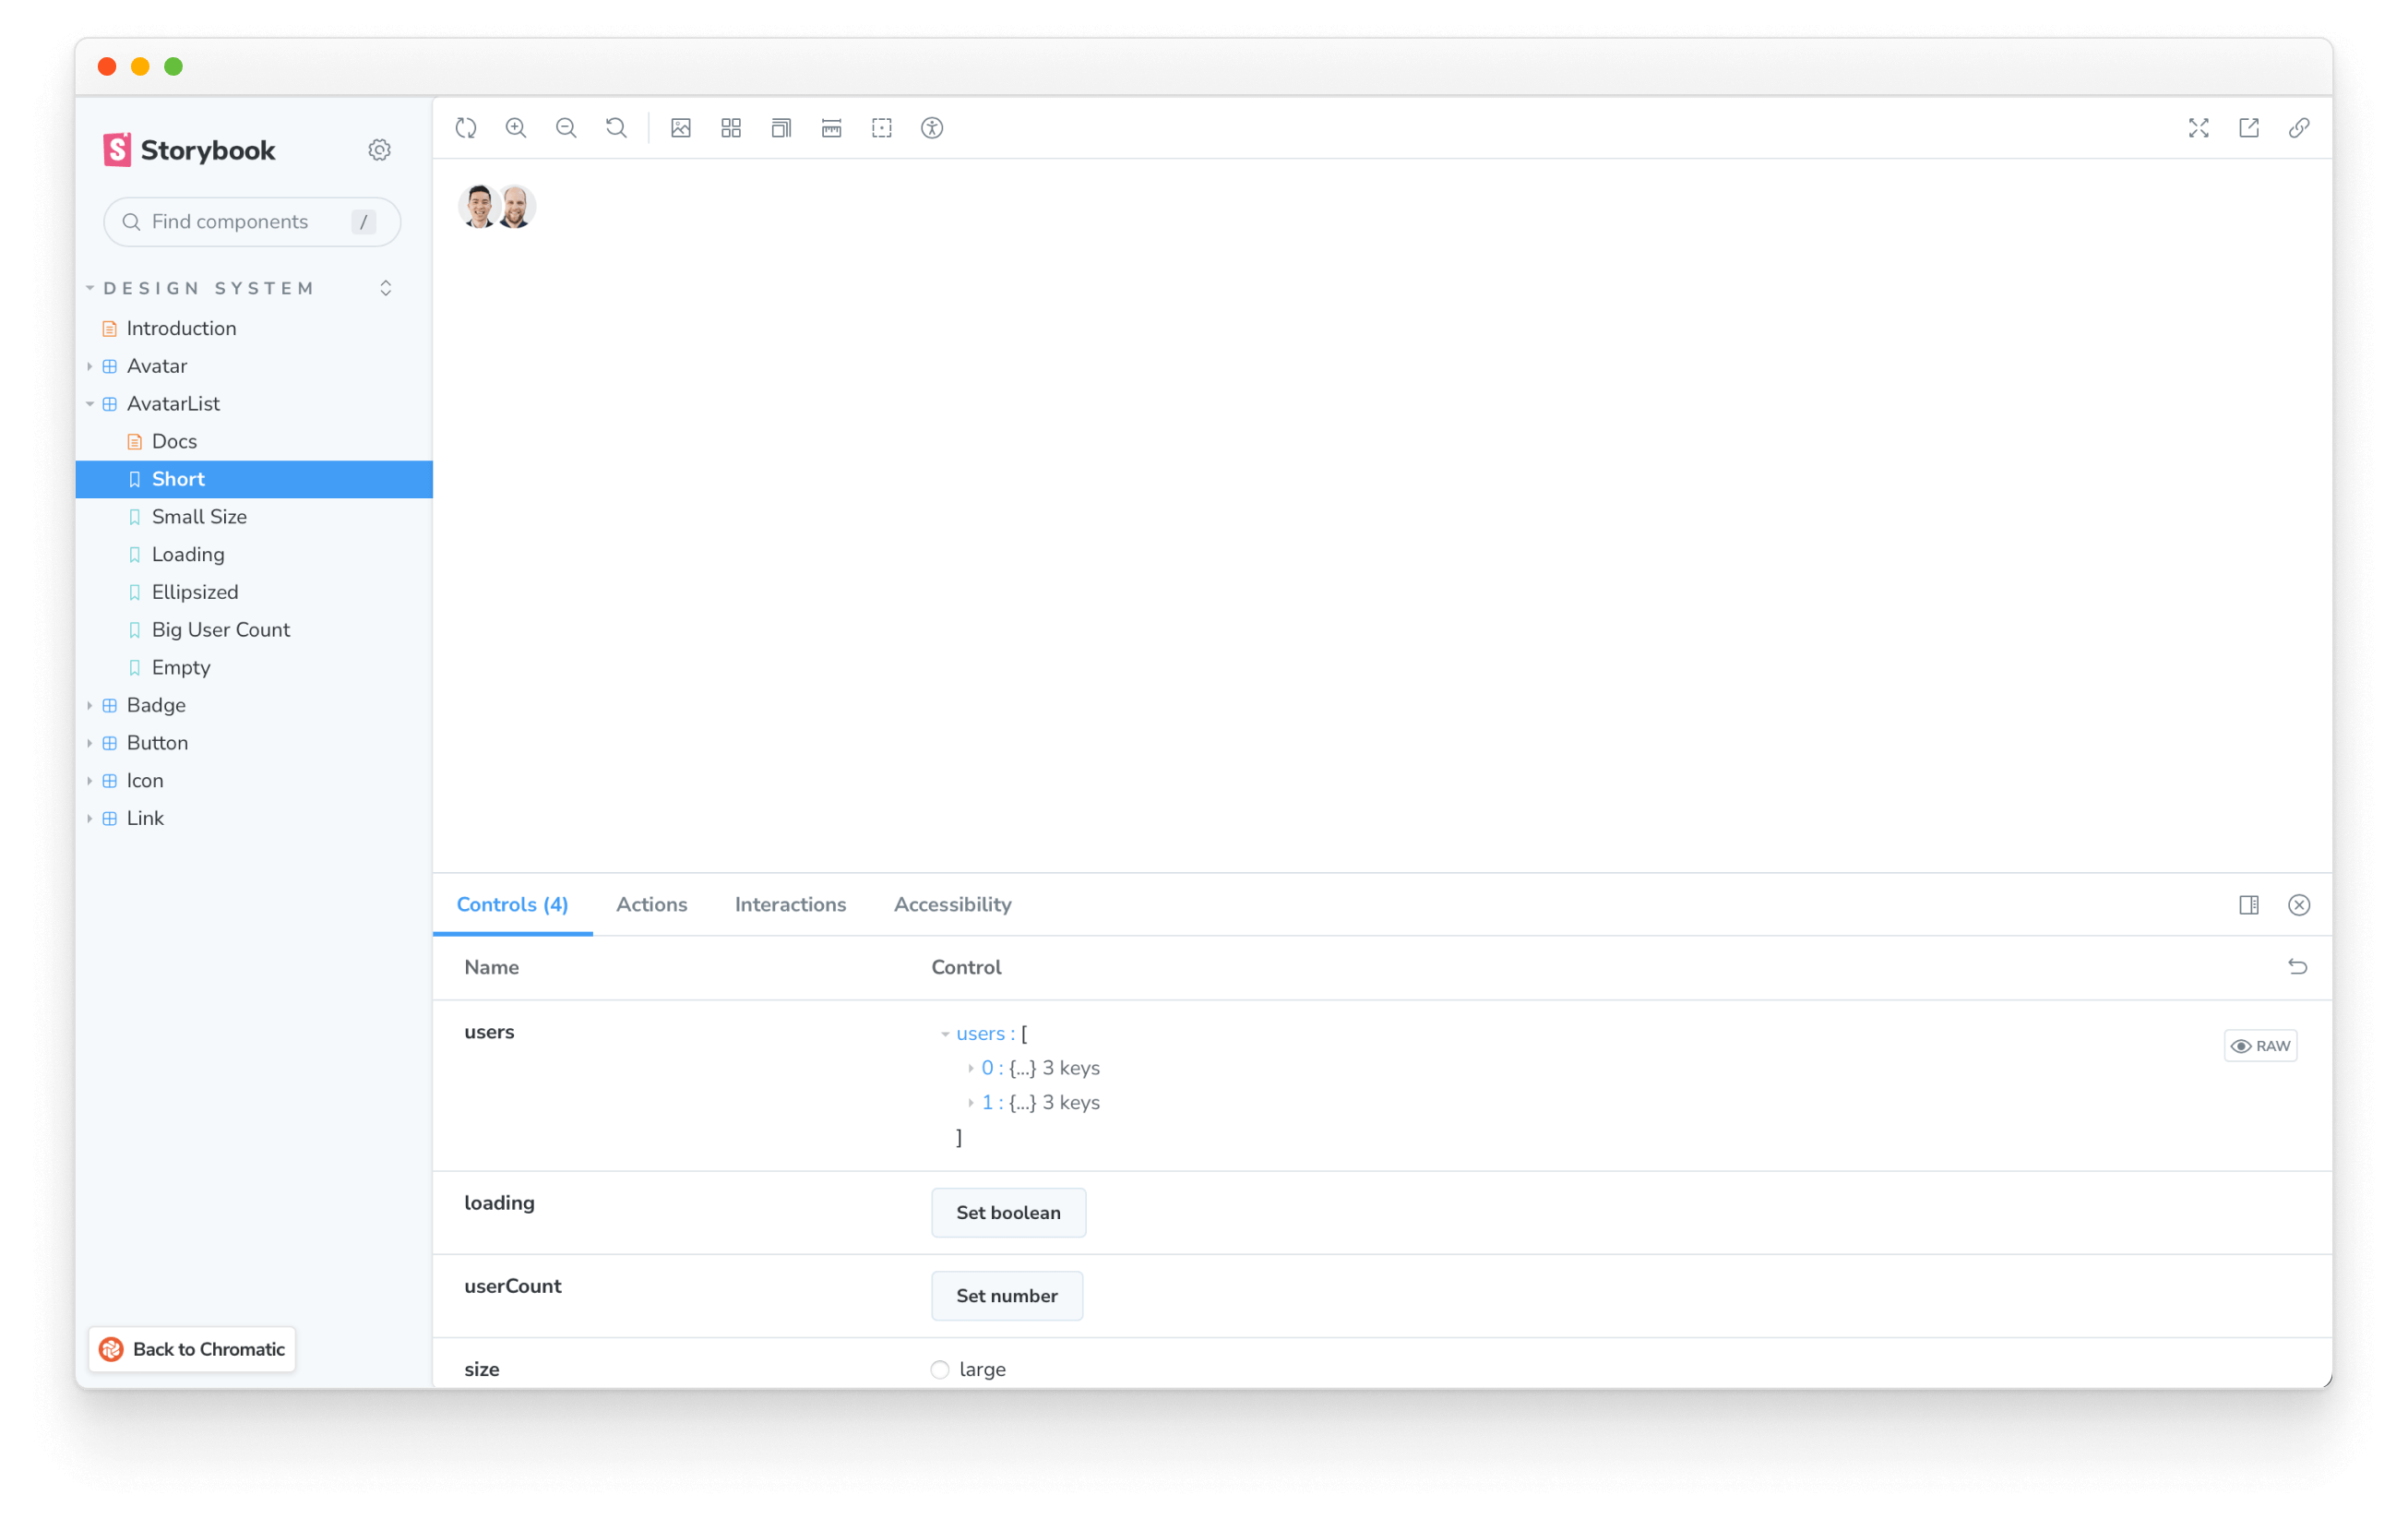 Storybook
Find components /
DESIGN SYSTEM
Introduction
Avatar
AvatarList
Docs
Short
Small Size
Loading
Ellipsized
Big User Count
Empty
Badge
Button
Icon
Link
Back to Chromatic
Controls (4) Actions Interactions Accessibility
Name Control
users users : [ RAW
0 : {...} 3 keys
1 : {...} 3 keys
]
loading Set boolean
userCount Set number
size large